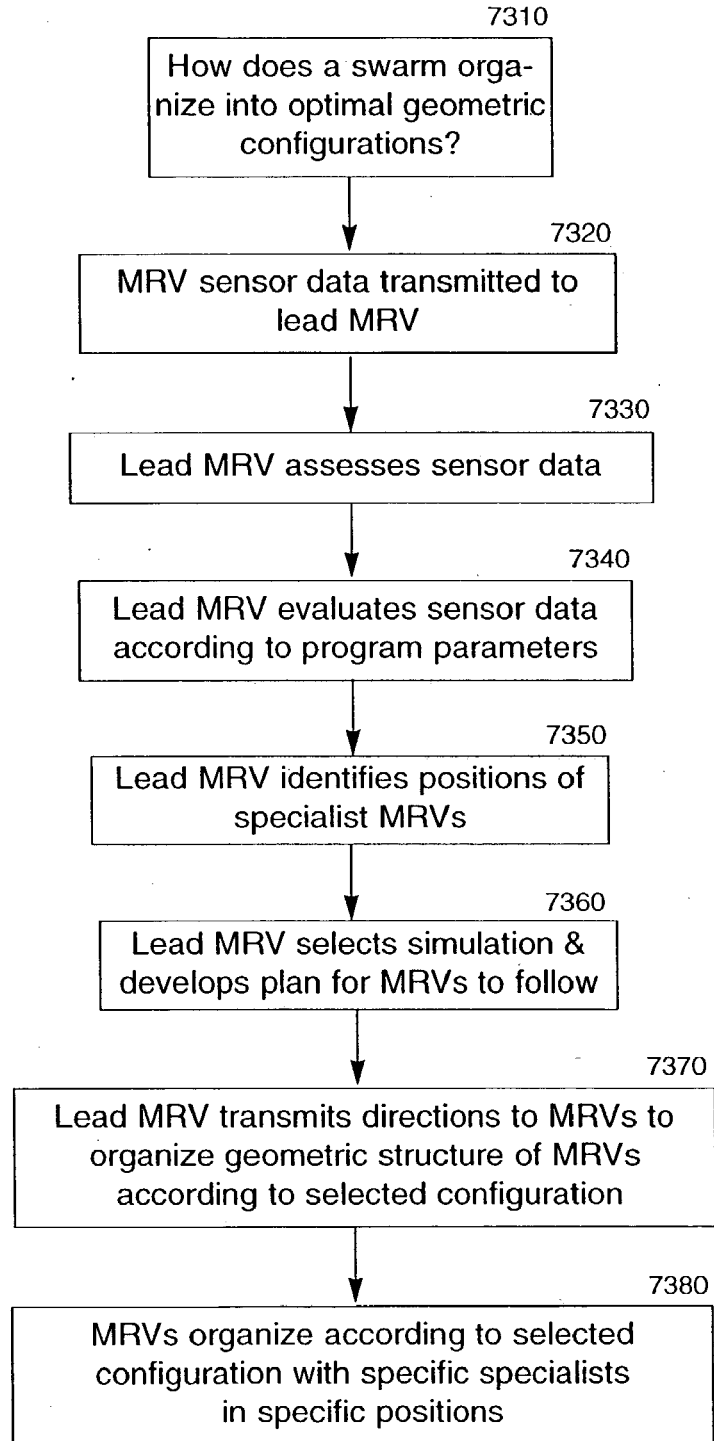 7310
How does a swarm orga-
nize into optimal geometric
configurations?
7320
MRV sensor data transmitted to
lead MRV
7330
Lead MRV assesses sensor data
7340
Lead MRV evaluates sensor data
according to program parameters
7350
Lead MRV identifies positions of
specialist MRVs
7360
Lead MRV selects simulation &
develops plan for MRVs to follow
7370
Lead MRV transmits directions to MRVs to
organize geometric structure of MRVs
according to selected configuration
7380
MRVs organize according to selected
configuration with specific specialists
in specific positions